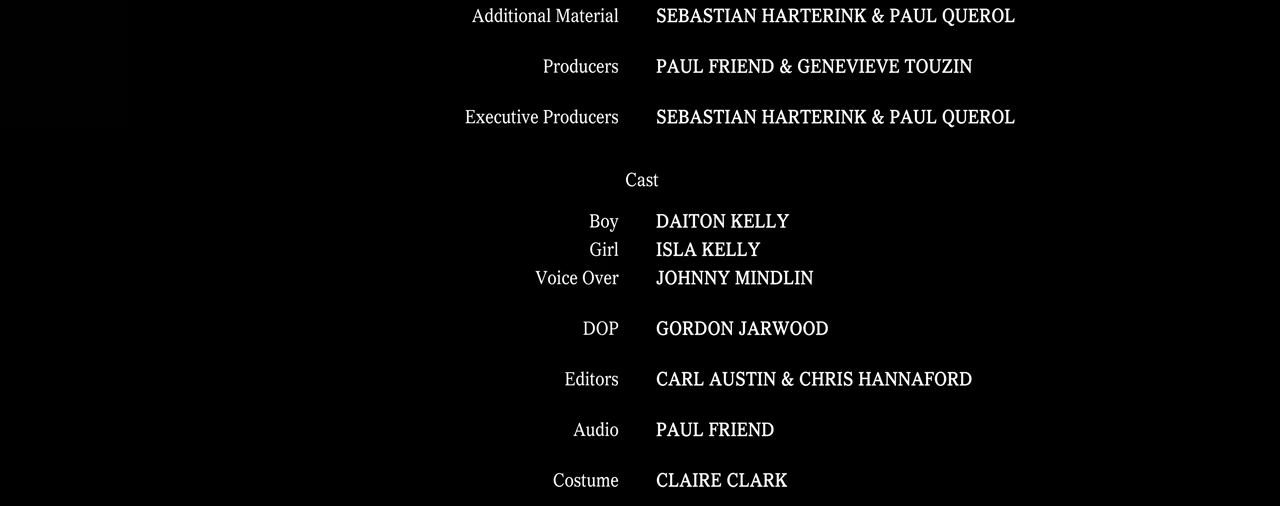 Additional Material SEBASTIAN HARTERINK & PAUL QUEROL
Producers PAUL FRIEND & GENEVIEVE TOUZIN
Executive Producers SEBASTIAN HARTERINK & PAUL QUEROL
Cast
Boy DAITON KELLY
Girl ISLA KELLY
Voice Over JOHNNY MINDLIN
DOP GORDON JARWOOD
Editors CARL AUSTIN & CHRIS HANNAFORD
Audio PAUL FRIEND
Costume CLAIRE CLARK